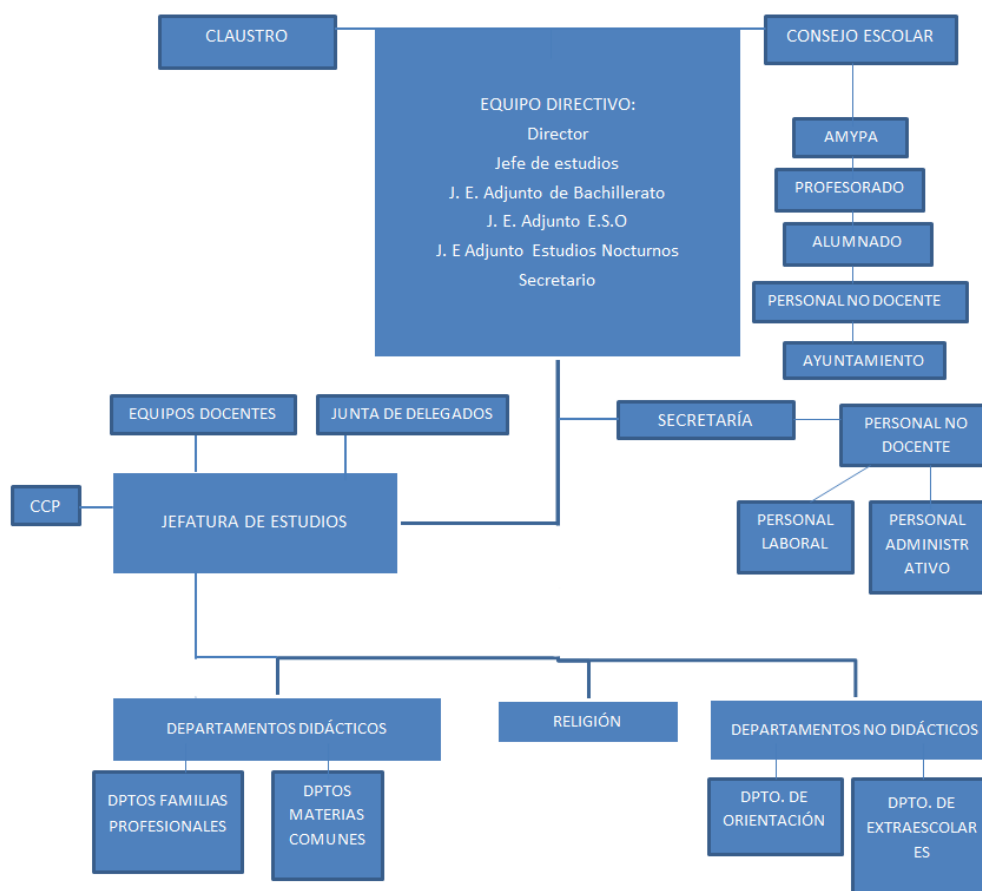 CLAUSTRO
CONSEJO ESCOLAR
EQUIPO DIRECTIVO:
Director
Jefe de estudios
J. E. Adjunto de Bachillerato
J. E. Adjunto E.S.O
J. E Adjunto Estudios Nocturnos
Secretario
AMYPA
PROFESORADO
ALUMNADO
PERSONAL NO DOCENTE
AYUNTAMIENTO
EQUIPOS DOCENTES
JUNTA DE DELEGADOS
SECRETARÍA
PERSONAL NO
DOCENTE
CCP
JEFATURA DE ESTUDIOS
PERSONAL
LABORAL
PERSONAL
ADMINISTR
ATIVO
DEPARTAMENTOS DIDÁCTICOS
RELIGIÓN
DEPARTAMENTOS NO DIDÁCTICOS
DPTOS FAMILIAS
PROFESIONALES
DPTOS
MATERIAS
COMUNES
DPTO. DE
ORIENTACIÓN
DPTO. DE
EXTRAESCOLAR
ES